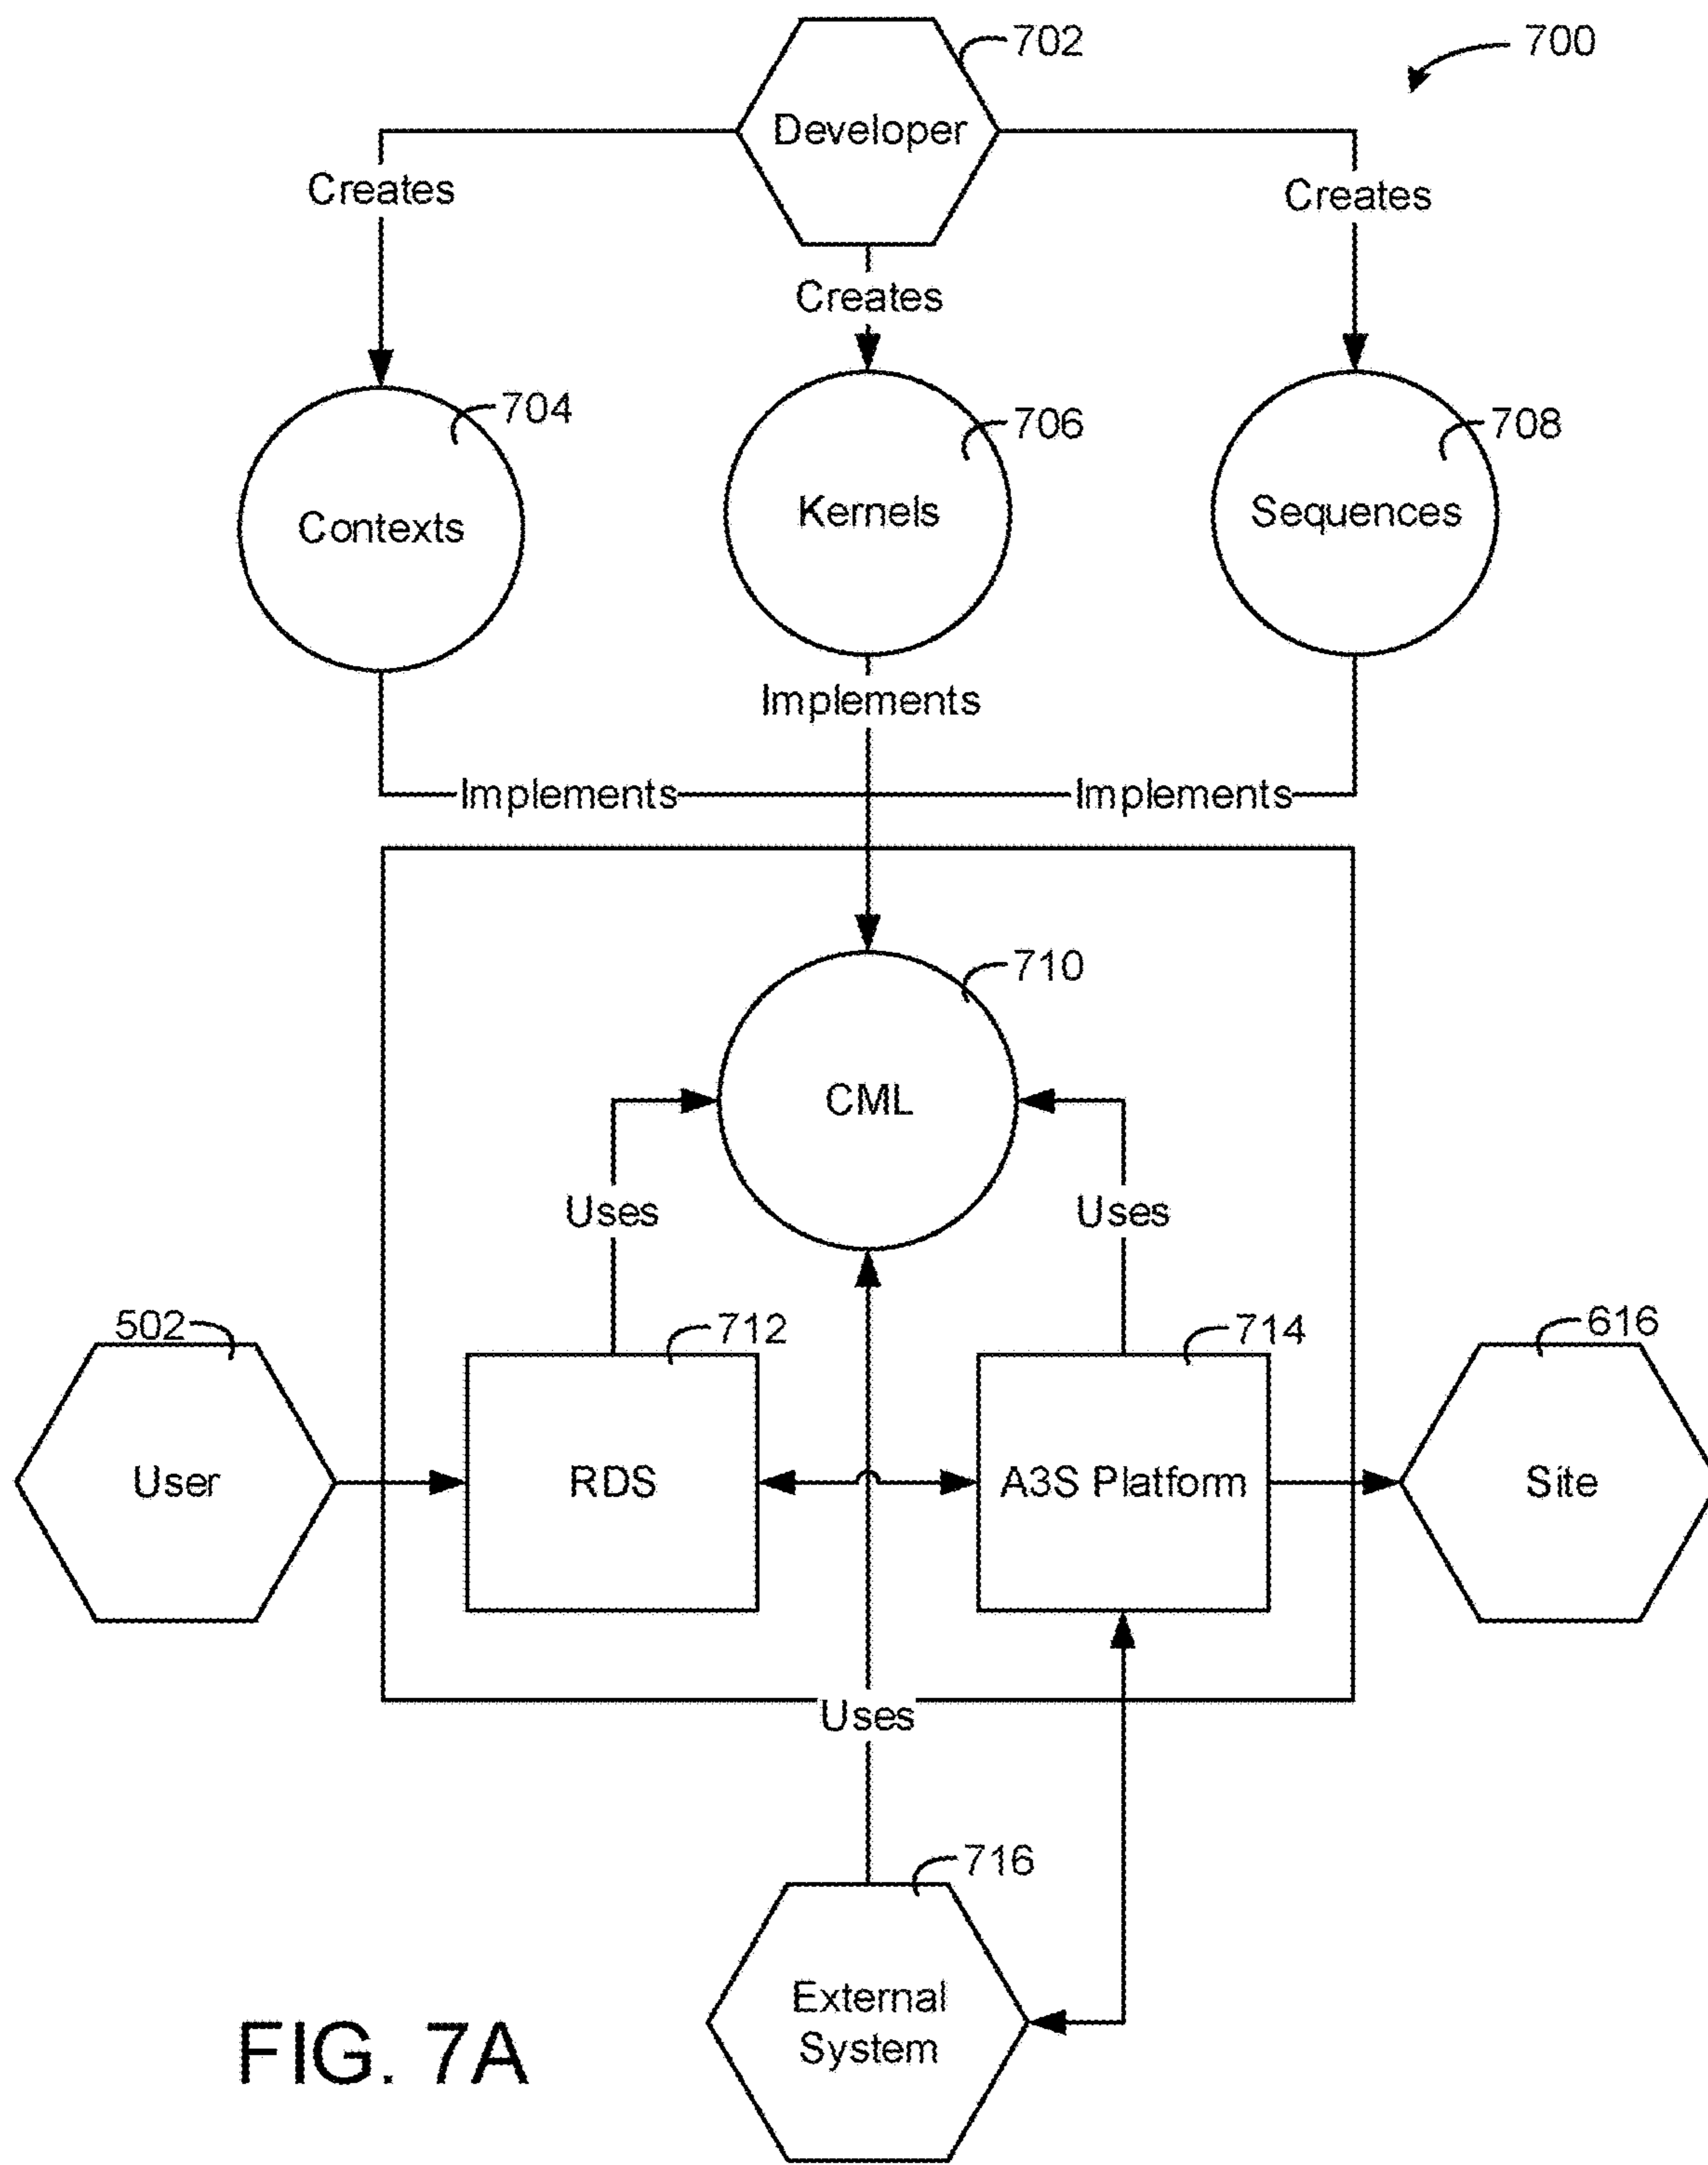 702
700
Developer
Creates
Creates
Creates
704
706
708
Contexts
Kernels
Sequences
Implements
Implements
Implements
710
CML
Uses
Uses
502
712
714
616
User
RDS
A3S Platform
Site
Uses
716
External
System
FIG. 7A